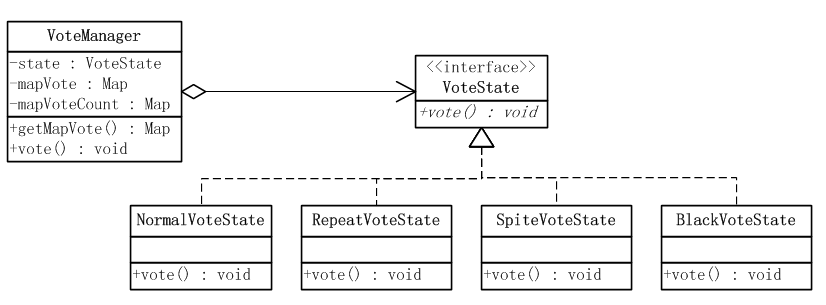 VoteManager
-state : VoteState
-mapVote : Map
-mapVoteCount : Map
+getMapVote() : Map
+vote() : void
<<interface>>
VoteState
+vote() : void
NormalVoteState
+vote() : void
RepeatVoteState
+vote() : void
SpiteVoteState
+vote() : void
BlackVoteState
+vote() : void